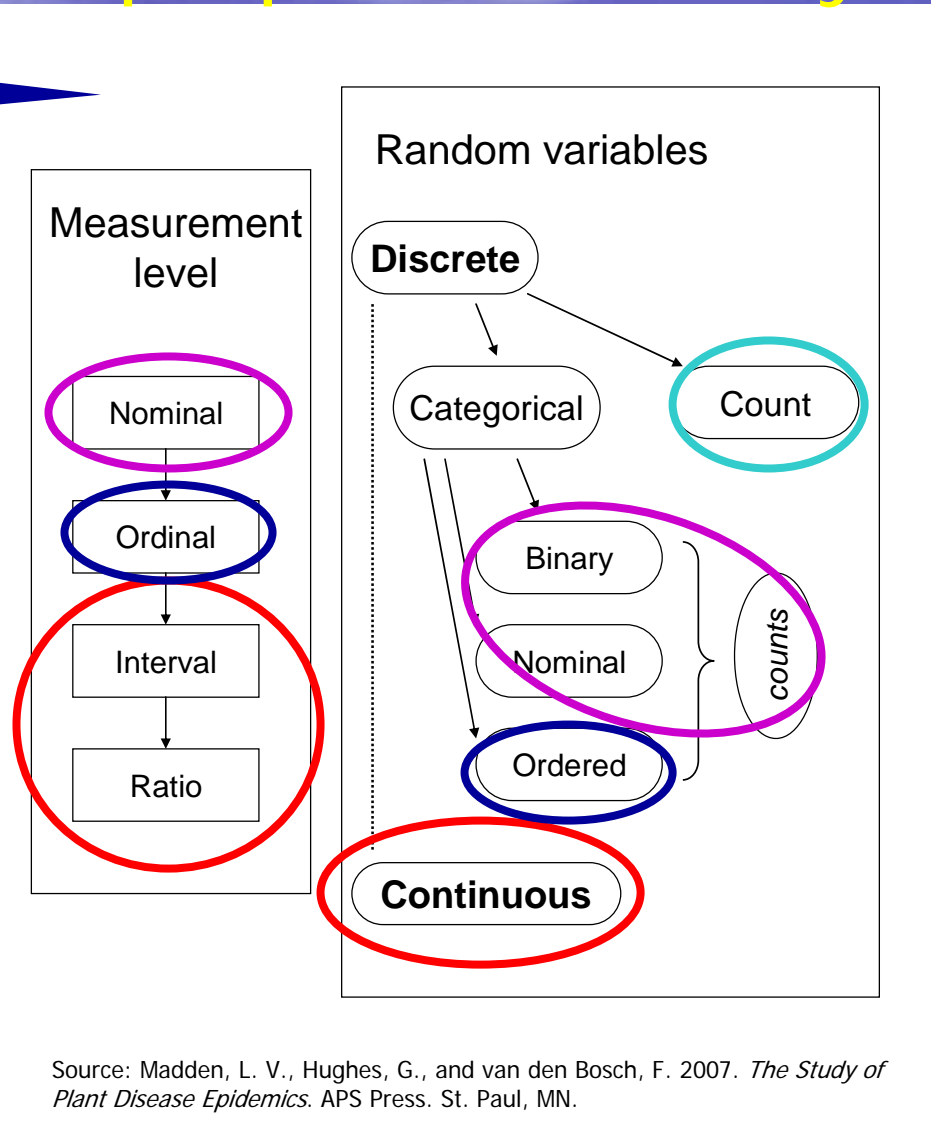 Measurement
level
Nominal
Ordinal
Interval
Ratio
Random variables
Discrete
Categorical
Count
Binary
Nominal
Ordered
counts
Continuous
Source: Madden, L. V., Hughes, G., and van den Bosch, F. 2007. The Study of
Plant Disease Epidemics. APS Press. St. Paul, MN.